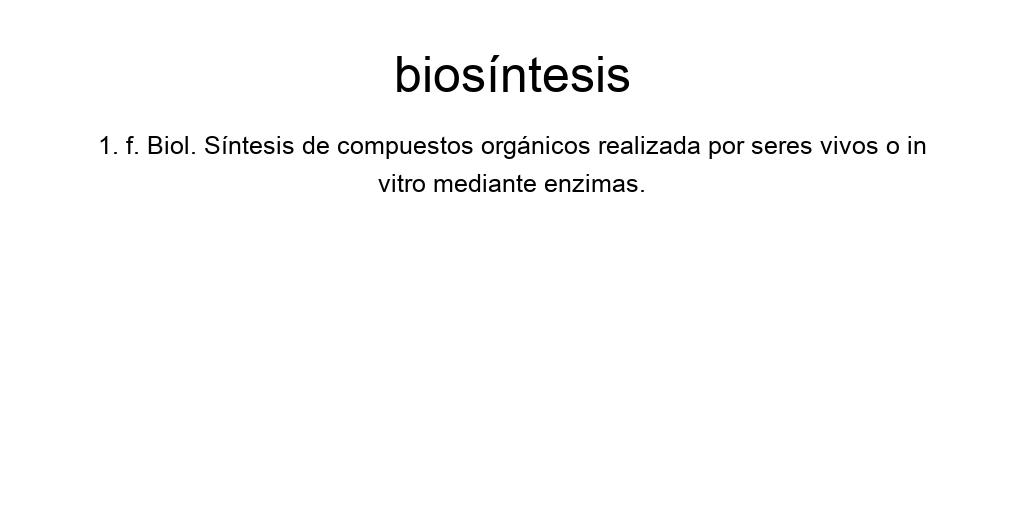 biosíntesis
1. f. Biol. Síntesis de compuestos orgánicos realizada por seres vivos o in
vitro mediante enzimas.